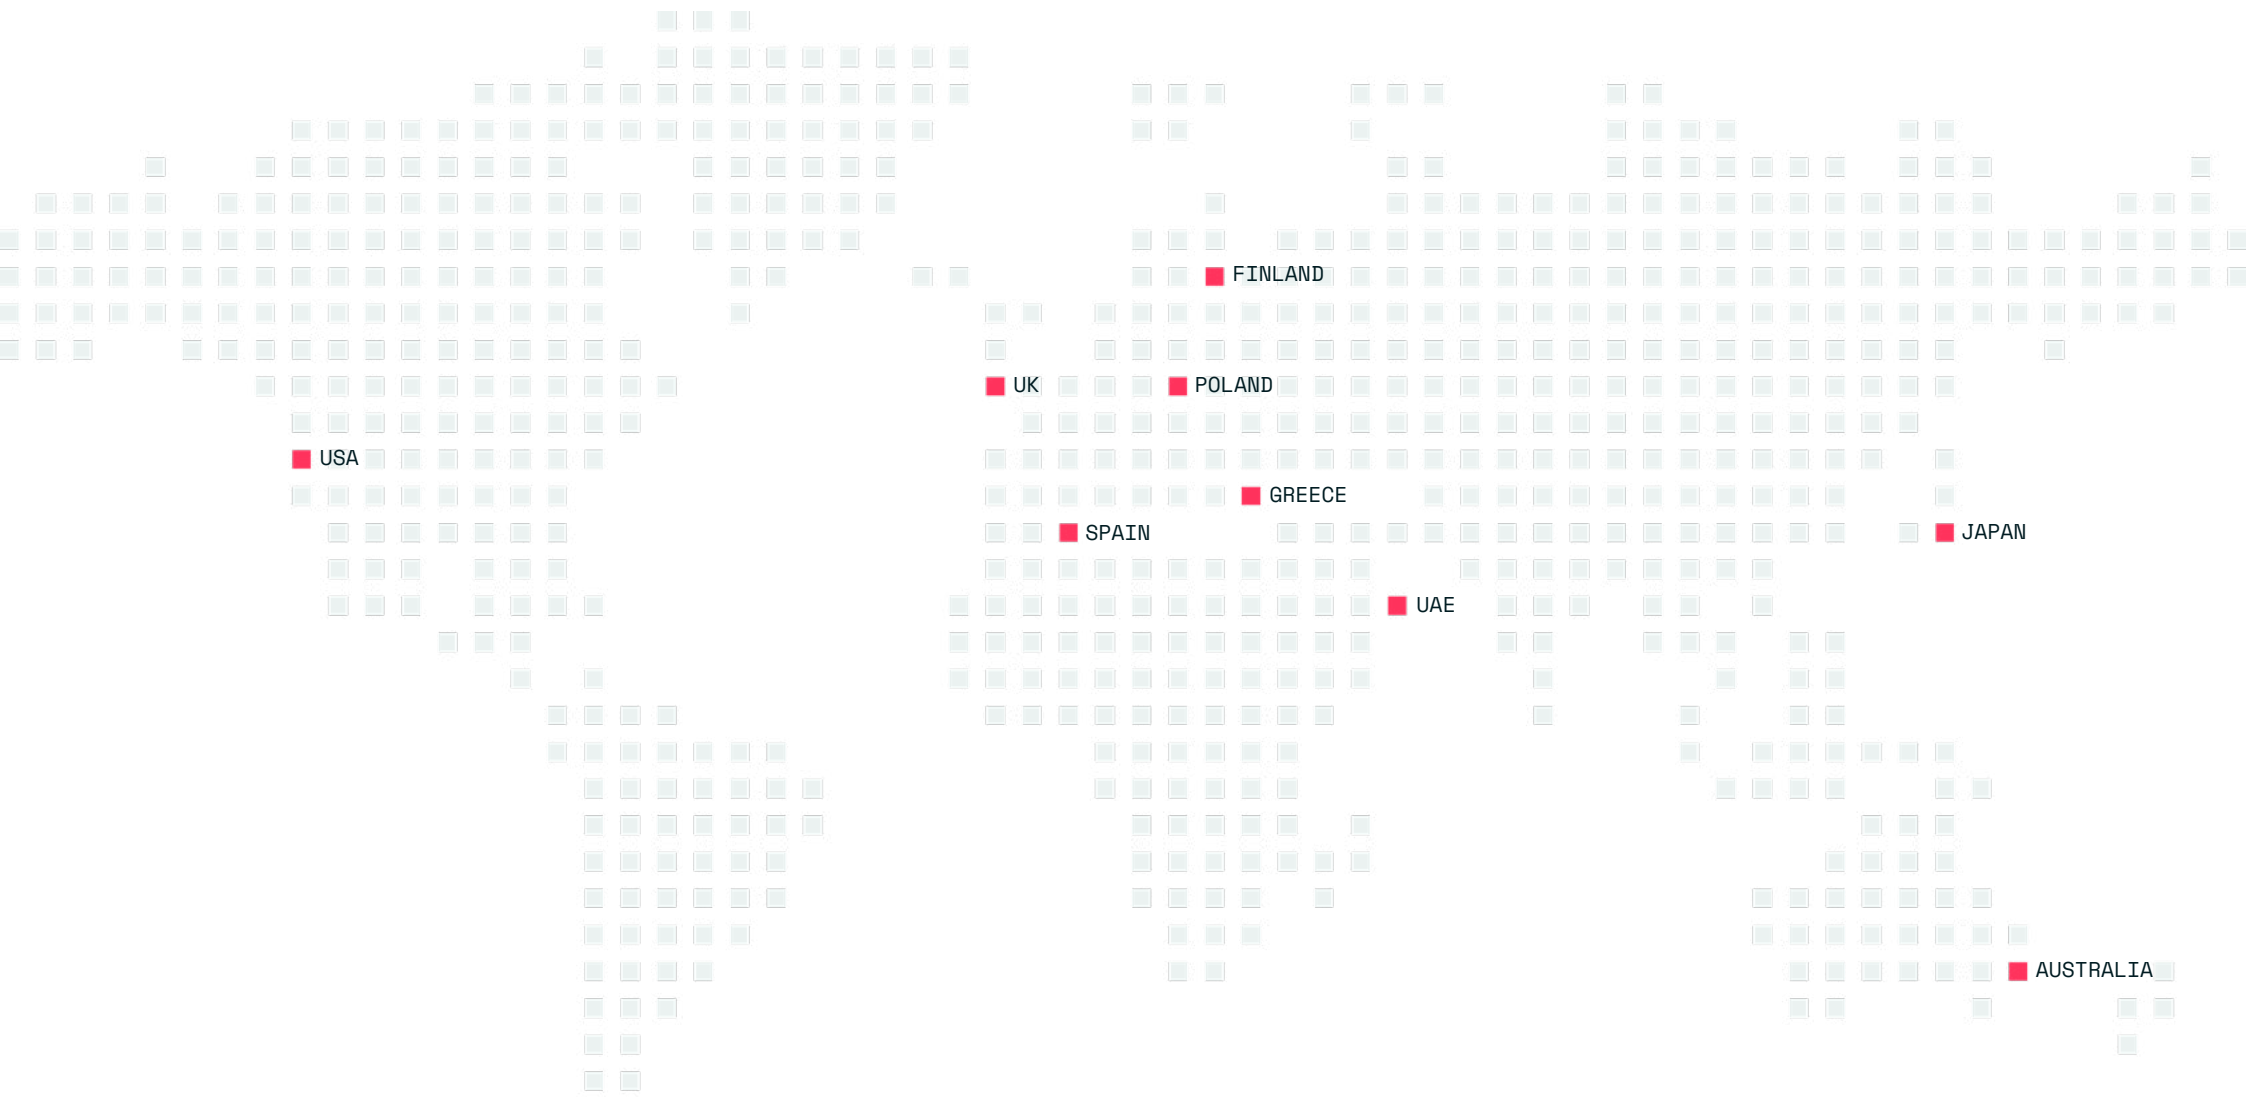 FINLAND
UK
POLAND
USA
GREECE
SPAIN
JAPAN
UAE
AUSTRALIA